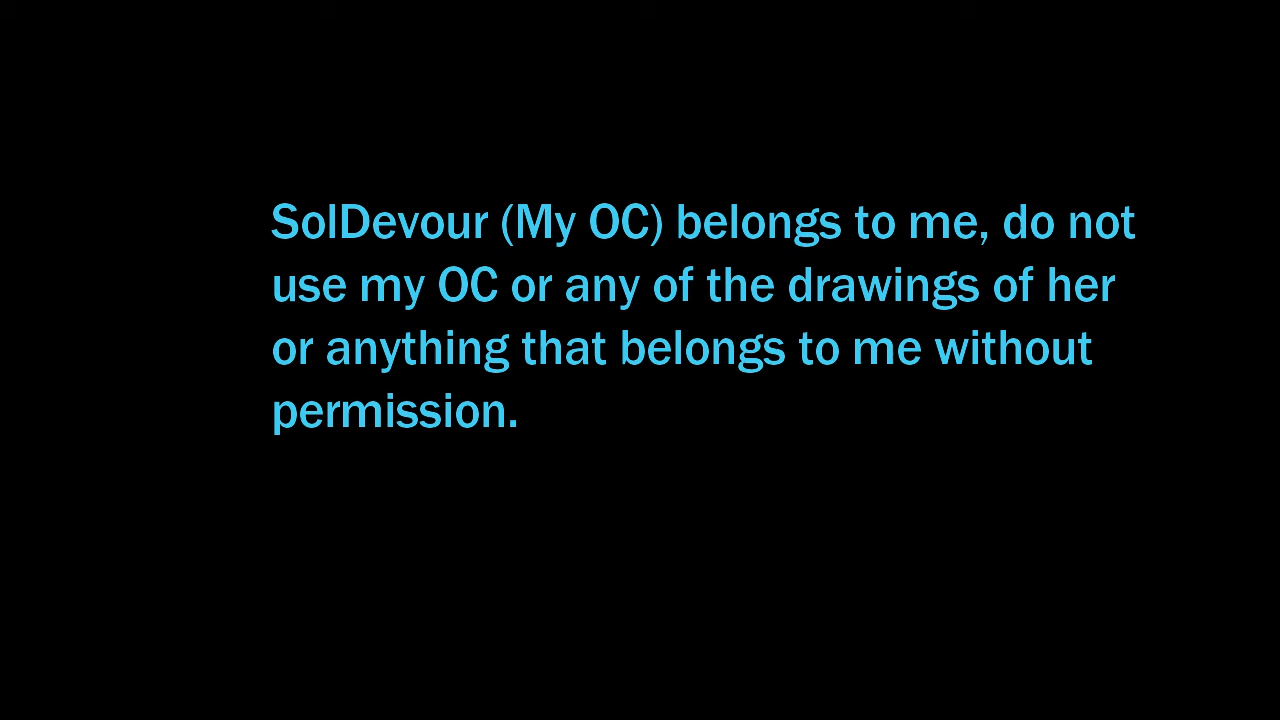 SolDevour (My OC) belongs to me, do not
use my OC or any of the drawings of her
or anything that belongs to me without
permission.